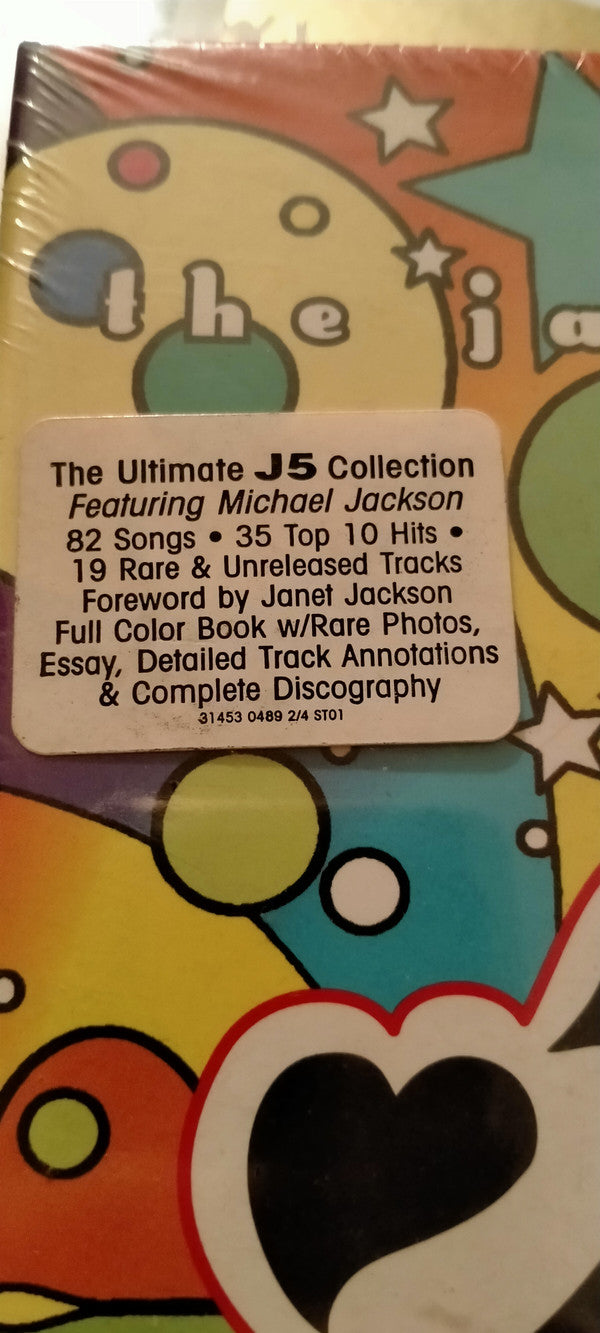 the ja
The Ultimate J5 Collection
Featuring Michael Jackson
82 Songs • 35 Top 10 Hits •
19 Rare & Unreleased Tracks
Foreword by Janet Jackson
Full Color Book w/Rare Photos,
Essay, Detailed Track Annotations
& Complete Discography
31453 0489 2/4 ST01